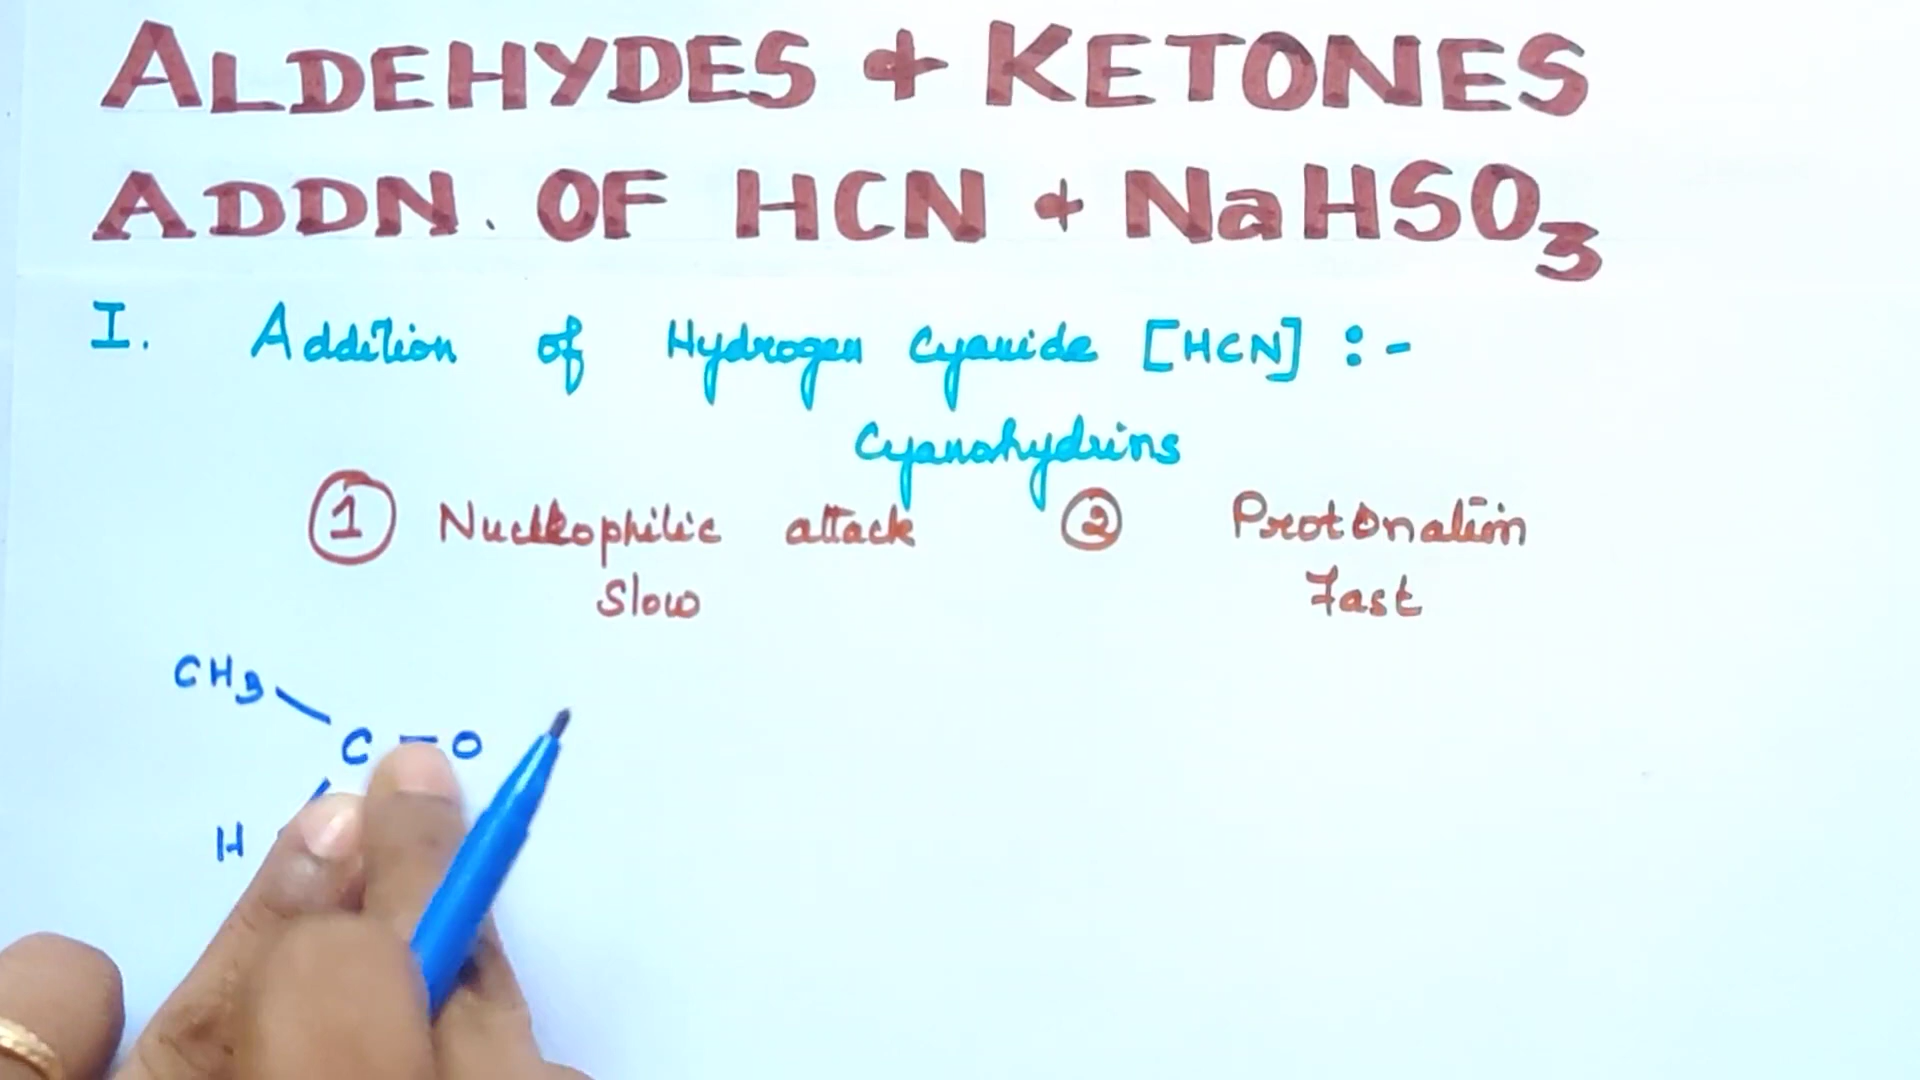 ALDEHYDES + KETONES
ADDN. OF HCN + NaHSO3
I. Addition of Hydrogen Cyanide [HCN] :-
Cyanohydrins
1 Nucleophilic attack 2 Protonation
Slow Fast
CH3
C - O
H